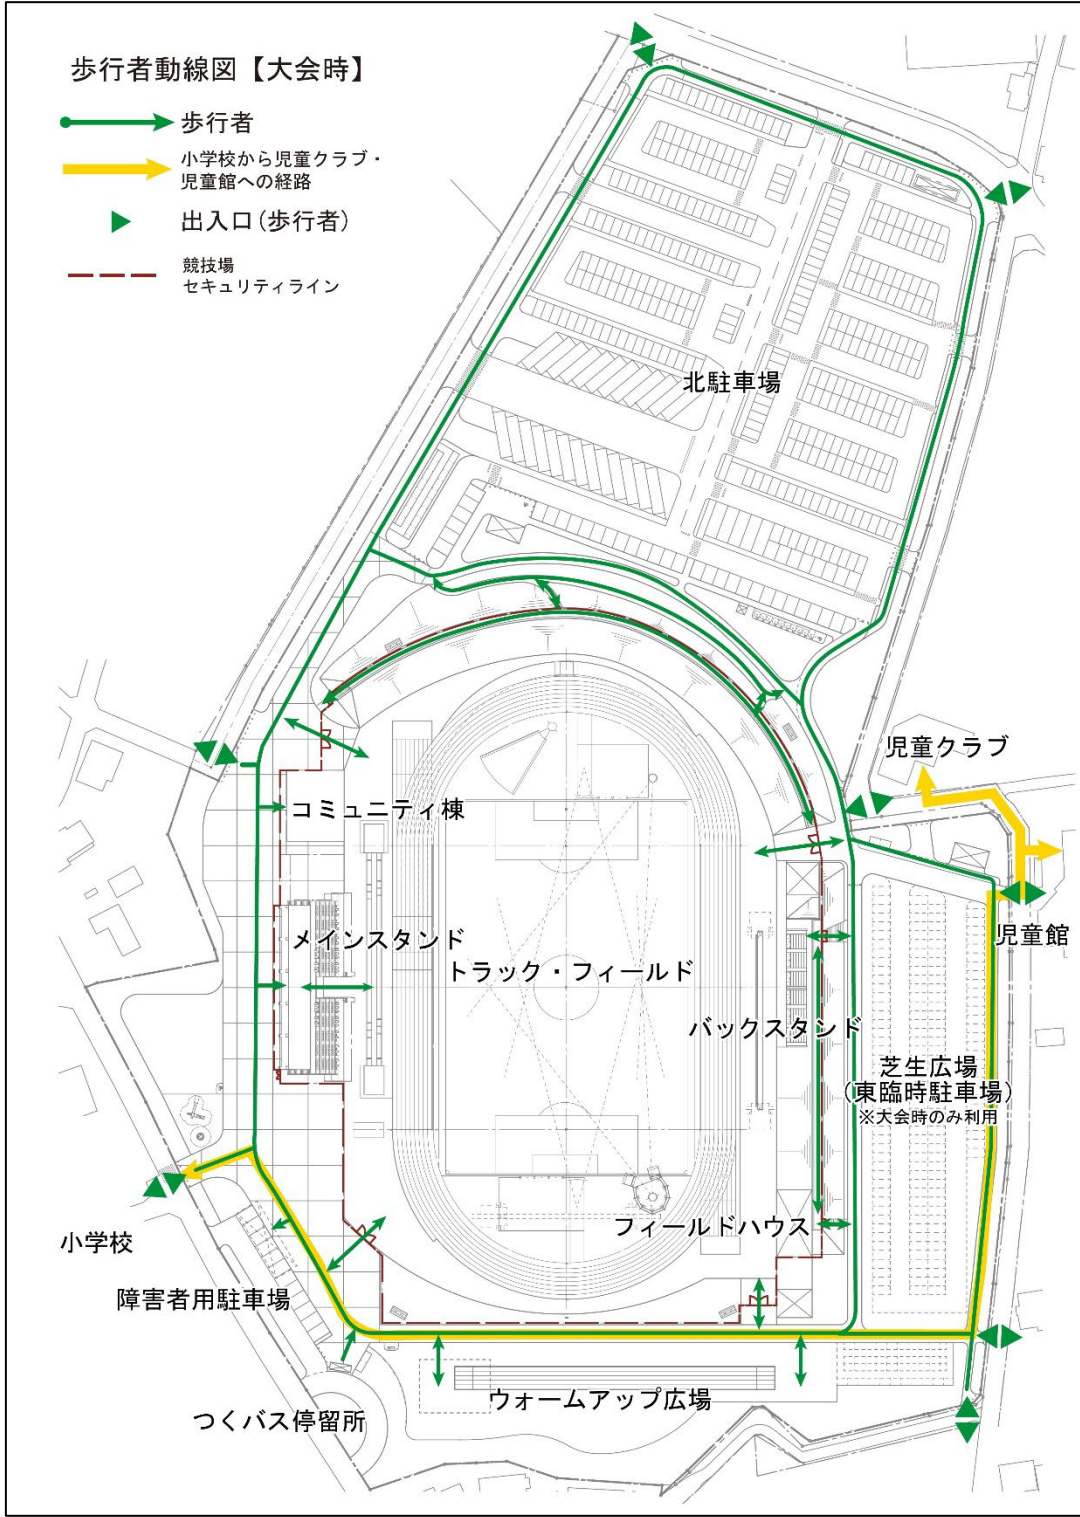 歩行者動線図【大会時】
歩行者
小学校から児童クラブ・
児童館への経路
出入口(歩行者)
競技場
セキュリティライン
北駐車場
児童クラブ
コミュニティ棟
児童館
メインスタンド
トラック・フィールド
バックスタンド
芝生広場
(東臨時駐車場)
※大会時のみ利用
フィールドハウス
小学校
障害者用駐車場
ウォームアップ広場
つくバス停留所